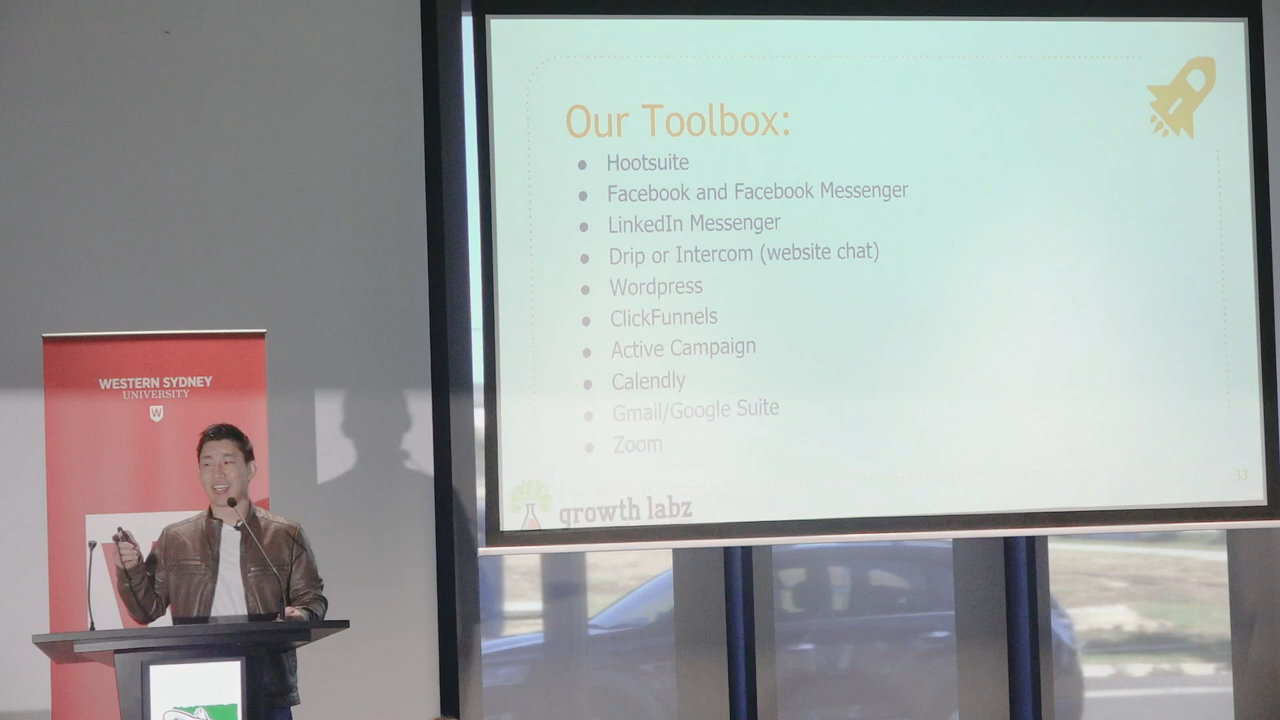 Our Toolbox:
● Hootsuite
● Facebook and Facebook Messenger
● LinkedIn Messenger
● Drip or Intercom (website chat)
● Wordpress
● ClickFunnels
● Active Campaign
● Calendly
● Gmail/Google Suite
● Zoom
33
growth labz
WESTERN SYDNEY
UNIVERSITY
W